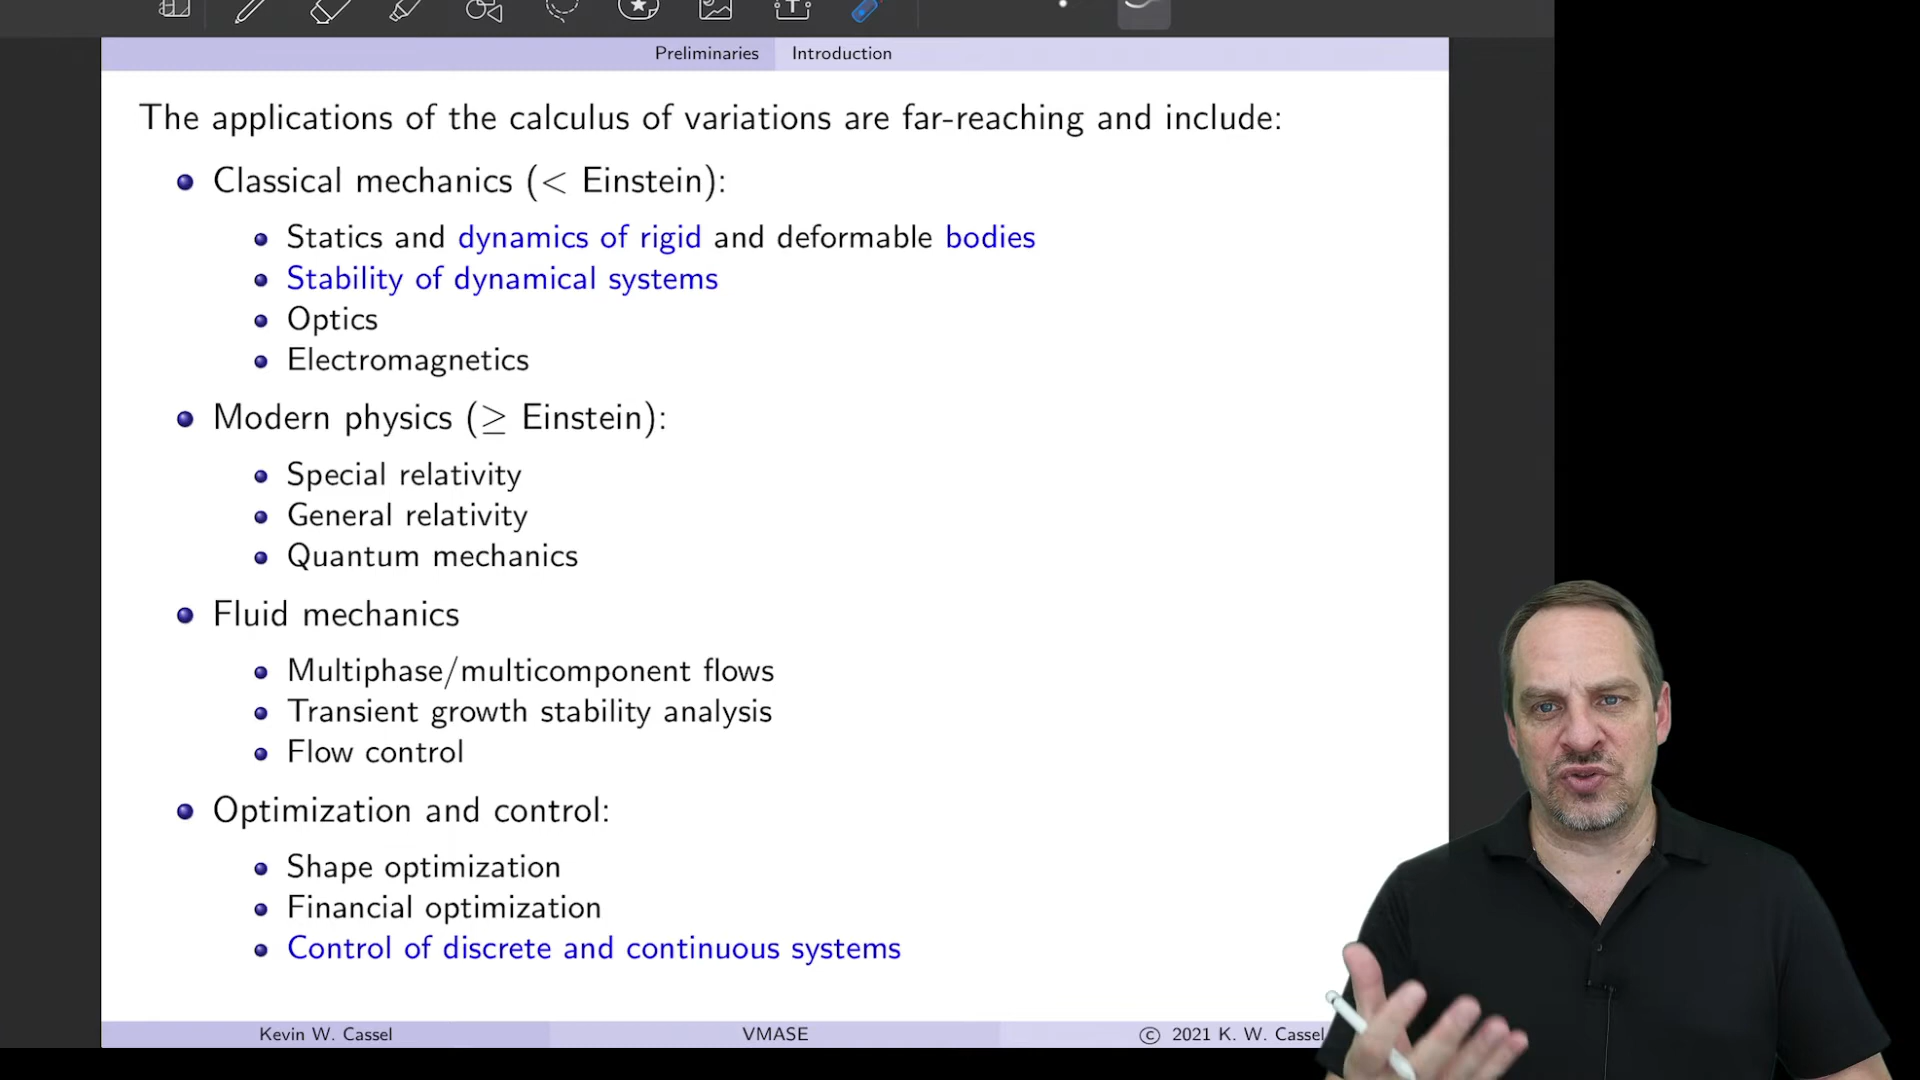 Preliminaries Introduction
The applications of the calculus of variations are far-reaching and include:
Classical mechanics (< Einstein):
Statics and dynamics of rigid and deformable bodies
Stability of dynamical systems
Optics
Electromagnetics
Modern physics (≥ Einstein):
Special relativity
General relativity
Quantum mechanics
Fluid mechanics
Multiphase/multicomponent flows
Transient growth stability analysis
Flow control
Optimization and control:
Shape optimization
Financial optimization
Control of discrete and continuous systems
Kevin W. Cassel VMASE © 2021 K. W. Cassel